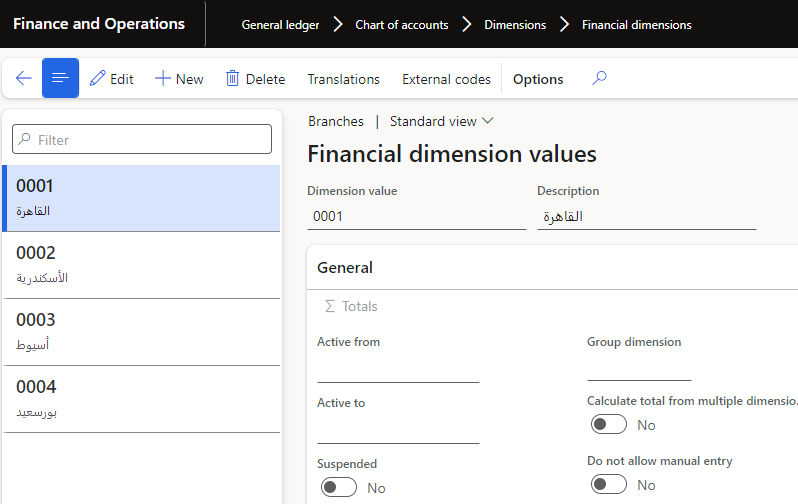 Finance and Operations
General ledger > Chart of accounts > Dimensions > Financial dimensions
Edit New Delete Translations External codes Options
Filter
0001
القاهرة
0002
الأسكندرية
0003
أسيوط
0004
بورسعيد
Branches | Standard view
Financial dimension values
Dimension value
0001
Description
القاهرة
General
Σ Totals
Active from
Active to
Suspended
No
Group dimension
Calculate total from multiple dimensio.
No
Do not allow manual entry
No